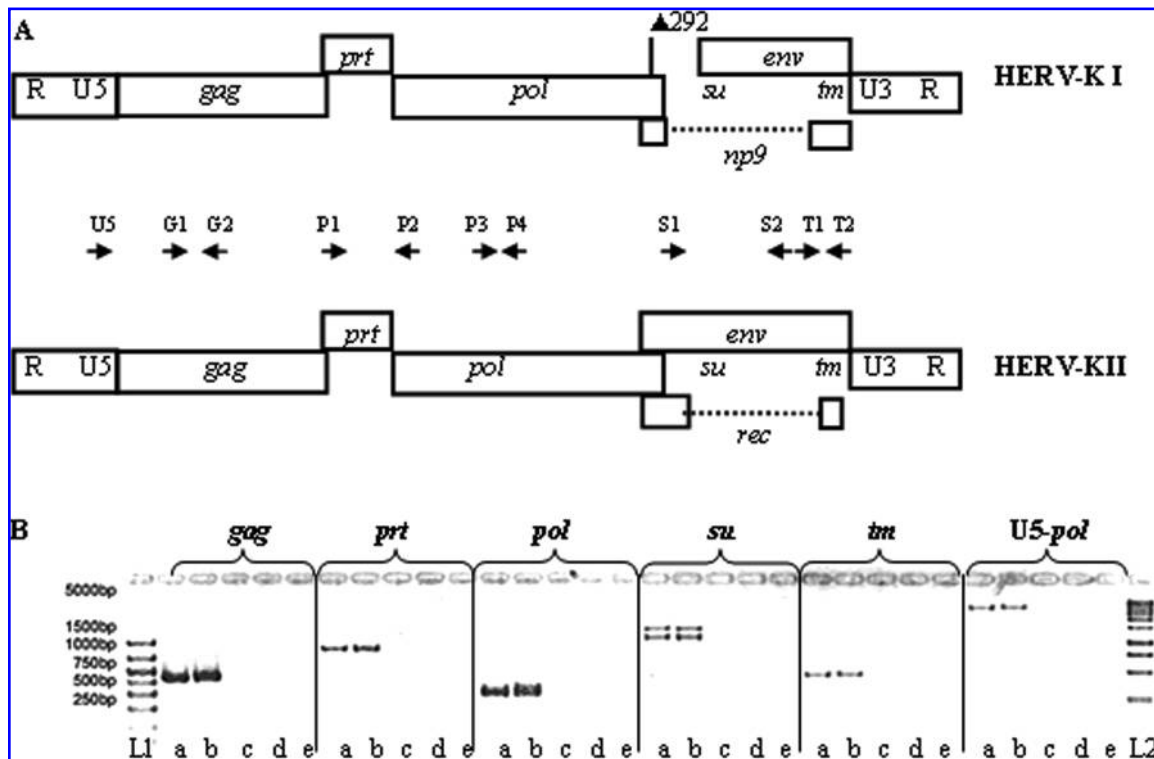 A ▲292
prt env
R U5 gag pol su tm U3 R HERV-K I
np9
U5 G1 G2 P1 P2 P3 P4 S1 S2 T1 T2
prt env
R U5 gag pol su tm U3 R HERV-KII
rec
B gag prt pol su tm U5-pol
5000bp
1500bp
1000bp
750bp
500bp
250bp
L1 a b c d e a b c d e a b c d e a b c d e a b c d e a b c d e L2